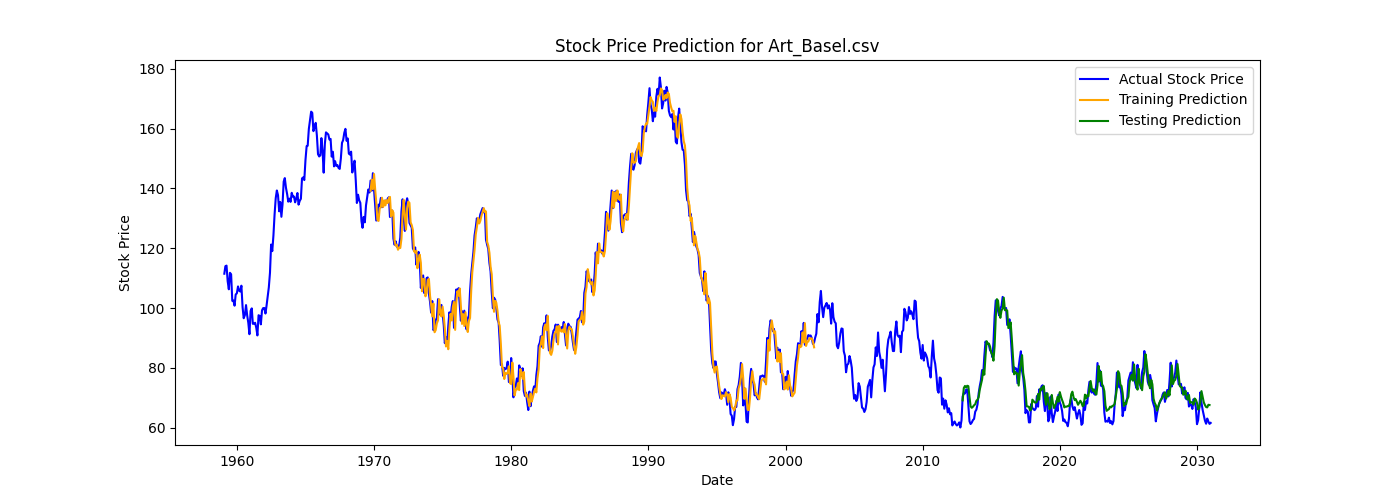 Stock Price Prediction for Art_Basel.csv
Actual Stock Price
Training Prediction
Testing Prediction
Stock Price
180
160
140
120
100
80
60
1960 1970 1980 1990 2000 2010 2020 2030
Date